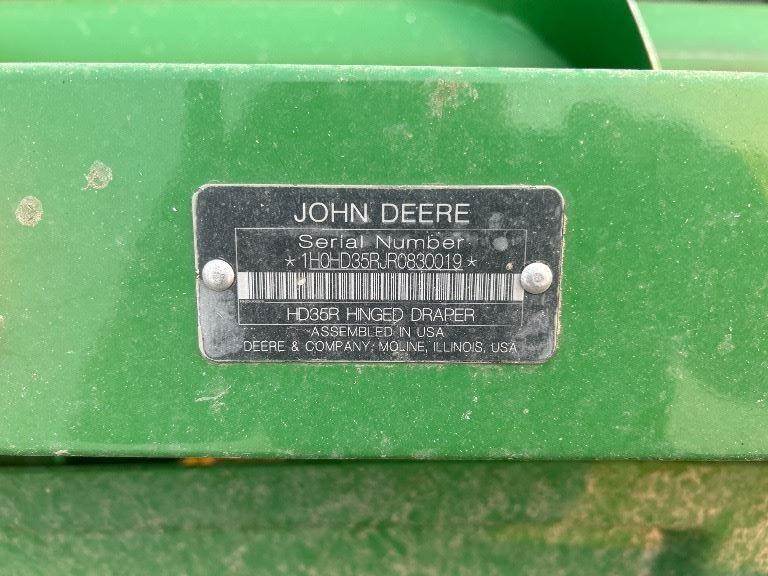 JOHN DEERE
Serial Number
*1H0HD35RJR0830019*
HD35R HINGED DRAPER
ASSEMBLED IN USA
DEERE & COMPANY MOLINE, ILLINOIS, USA